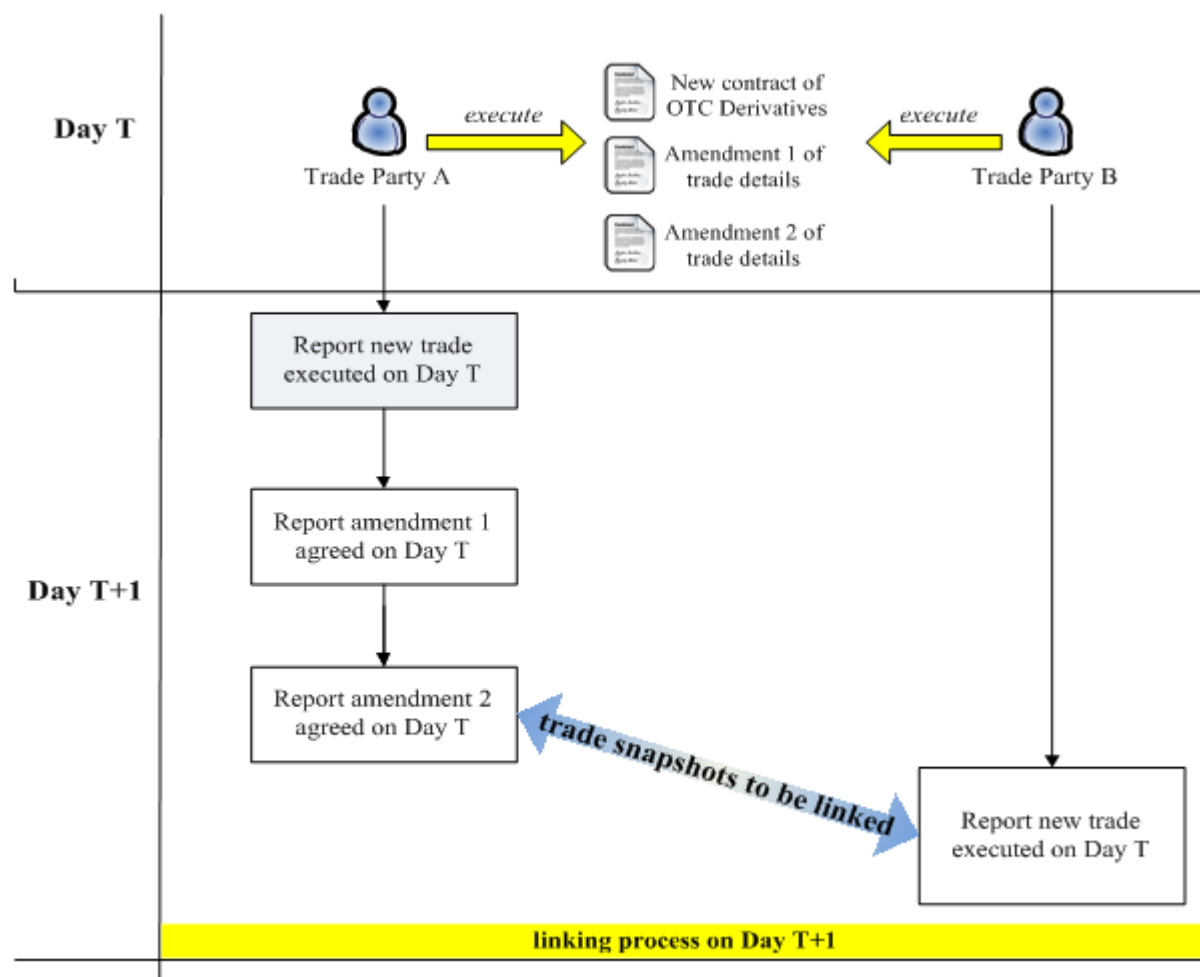 Day T
execute
New contract of
OTC Derivatives
execute
Amendment 1 of
trade details
Trade Party A
Trade Party B
Amendment 2 of
trade details
Report new trade
executed on Day T
Day T+1
Report amendment 1
agreed on Day T
Report amendment 2
agreed on Day T
trade snapshots to be linked
Report new trade
executed on Day T
linking process on Day T+1